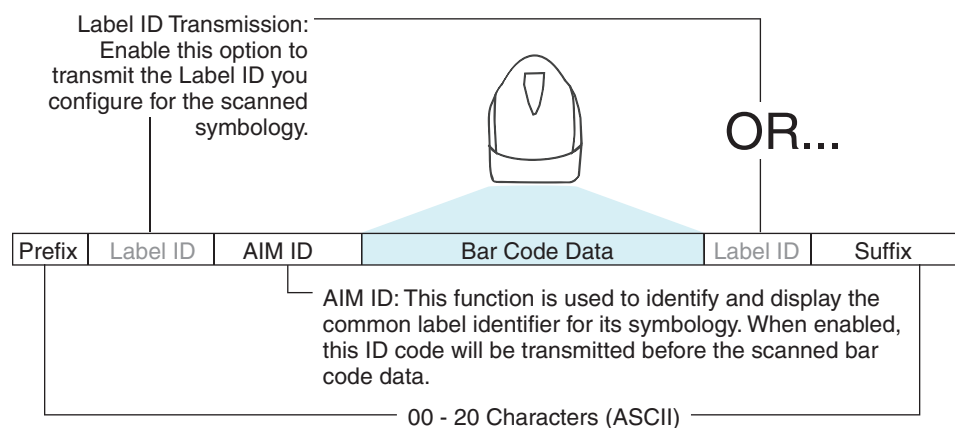 Label ID Transmission:
Enable this option to
transmit the Label ID you
configure for the scanned
symbology.
OR...
Prefix Label ID AIM ID Bar Code Data Label ID Suffix
AIM ID: This function is used to identify and display the
common label identifier for its symbology. When enabled,
this ID code will be transmitted before the scanned bar
code data.
00 - 20 Characters (ASCII)